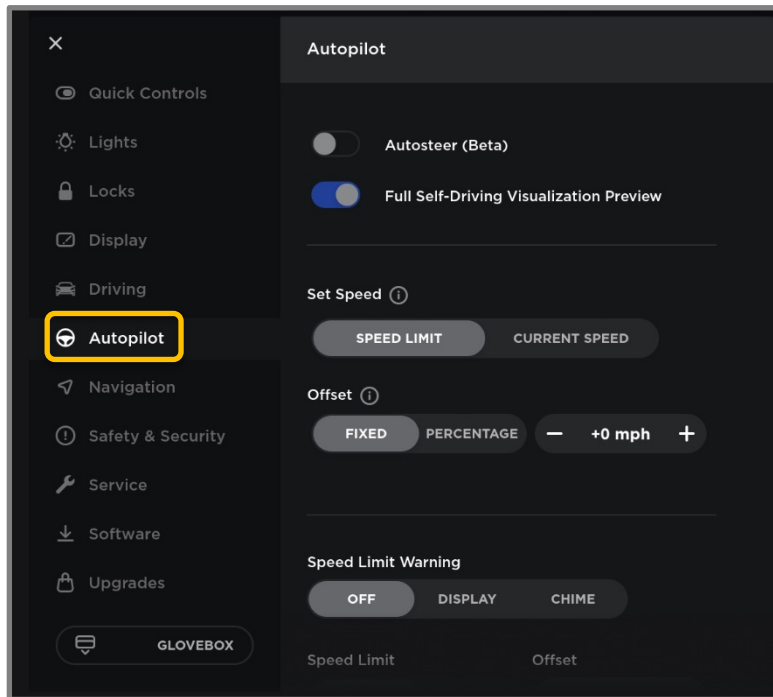 Autopilot
Quick Controls
Lights
Locks
Display
Driving
Autopilot
Navigation
Safety & Security
Service
Software
Upgrades
GLOVEBOX
Autosteer (Beta)
Full Self-Driving Visualization Preview
Set Speed
SPEED LIMIT CURRENT SPEED
Offset
FIXED PERCENTAGE — +0 mph +
Speed Limit Warning
OFF DISPLAY CHIME
Speed Limit Offset